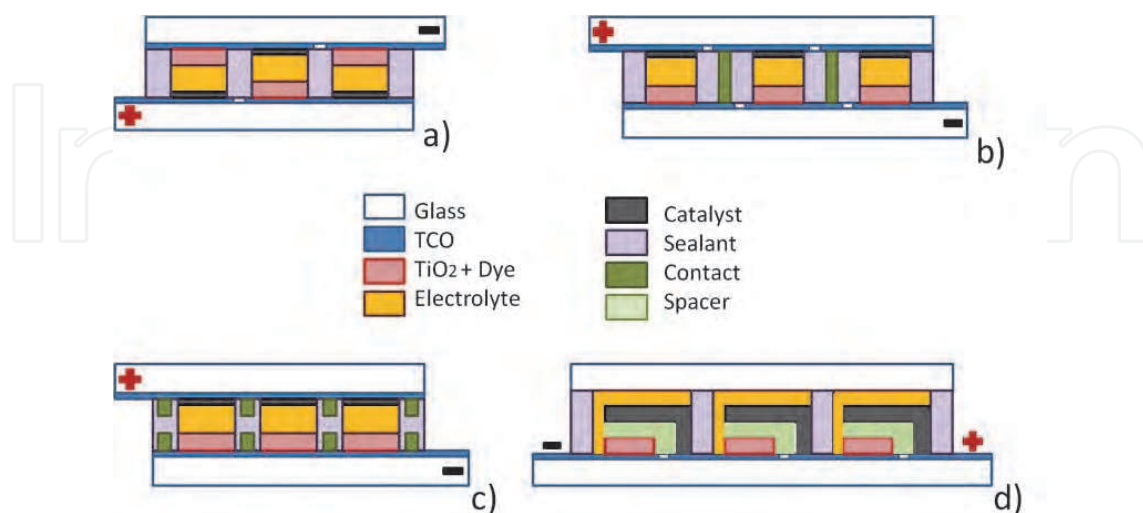 a)
b)
Glass
TCO
TiO2 + Dye
Electrolyte
Catalyst
Sealant
Contact
Spacer
c)
d)